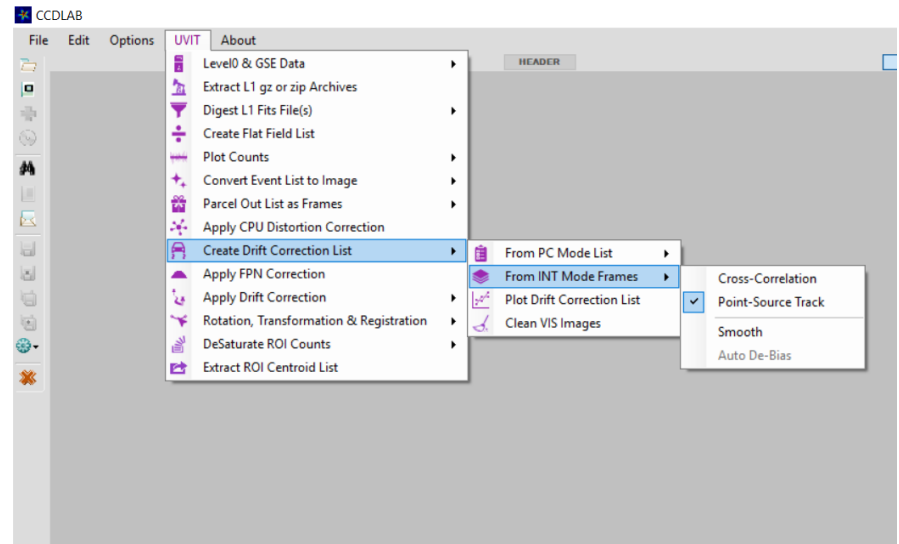 CCDLAB
File Edit Options UVIT About
HEADER
Level0 & GSE Data
Extract L1 gz or zip Archives
Digest L1 Fits File(s)
Create Flat Field List
Plot Counts
Convert Event List to Image
Parcel Out List as Frames
Apply CPU Distortion Correction
Create Drift Correction List
Apply FPN Correction
Apply Drift Correction
Rotation, Transformation & Registration
DeSaturate ROI Counts
Extract ROI Centroid List
From PC Mode List
From INT Mode Frames
Plot Drift Correction List
Clean VIS Images
Cross-Correlation
Point-Source Track
Smooth
Auto De-Bias